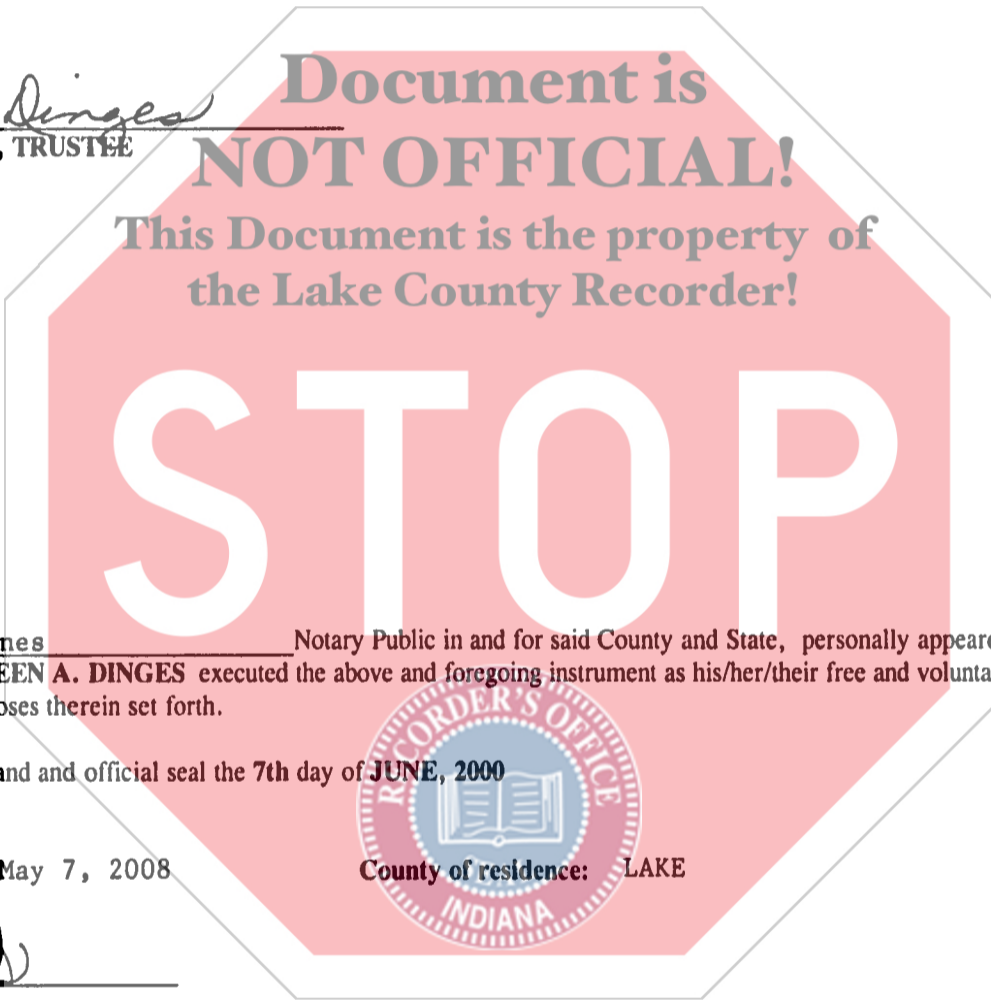 Document is
Dinges
, TRUSTEE
NOT OFFICIAL!
This Document is the property of
the Lake County Recorder!
STOP
nes Notary Public in and for said County and State, personally appeare
EEN A. DINGES executed the above and foregoing instrument as his/her/their free and volunta
oses therein set forth.
RECORDER'S OFFICE
and and official seal the 7th day of JUNE, 2000
May 7, 2008 County of residence: LAKE
INDIANA